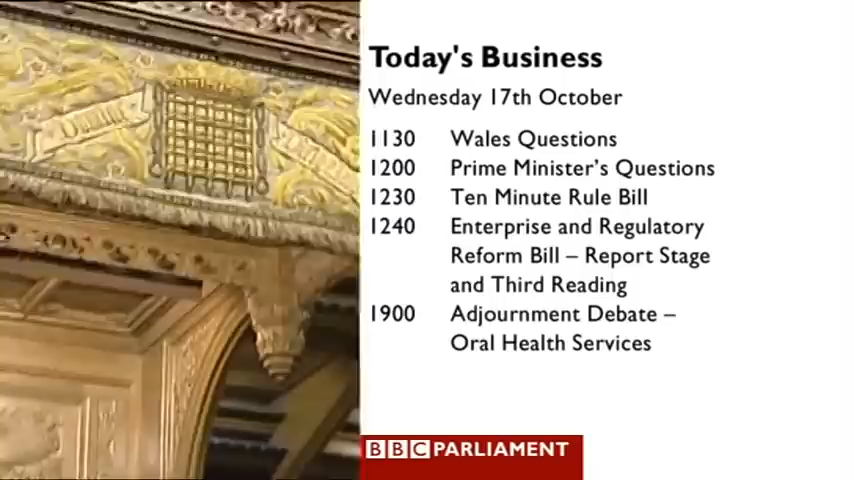 Today's Business
Wednesday 17th October
1130 Wales Questions
1200 Prime Minister's Questions
1230 Ten Minute Rule Bill
1240 Enterprise and Regulatory
Reform Bill – Report Stage
and Third Reading
1900 Adjournment Debate –
Oral Health Services
BBC PARLIAMENT